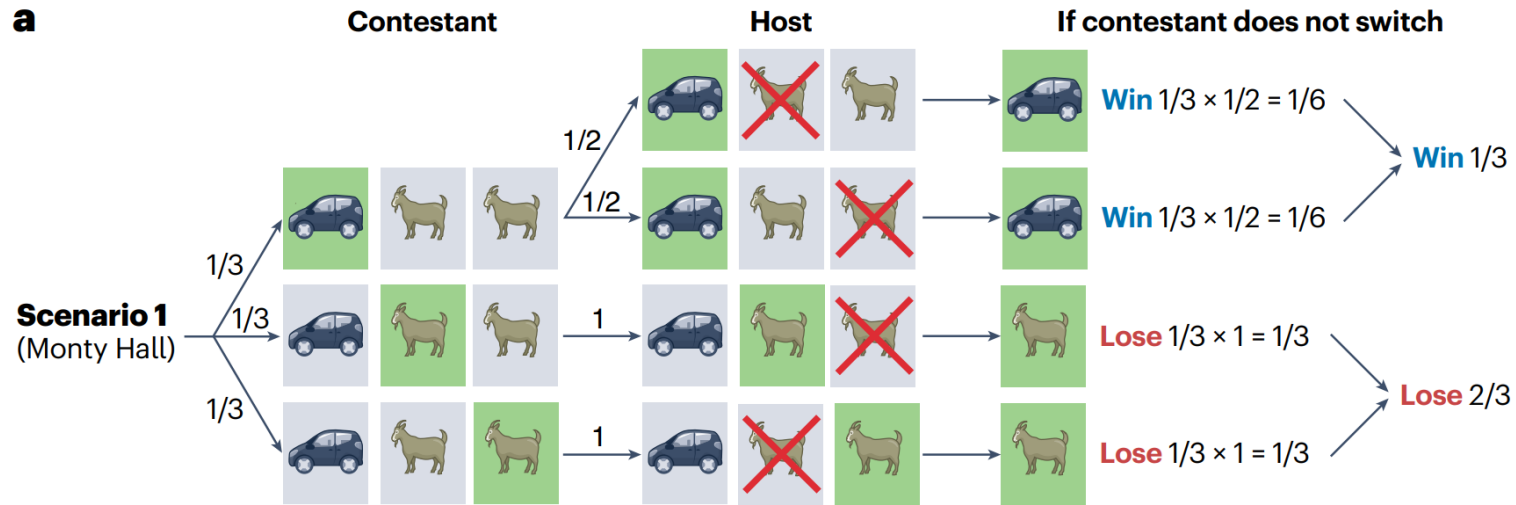 a
Contestant
Host
If contestant does not switch
1/2
Win 1/3 × 1/2 = 1/6
Win 1/3
1/2
Win 1/3 × 1/2 = 1/6
1/3
Scenario 1
(Monty Hall)
1/3
1
Lose 1/3 × 1 = 1/3
Lose 2/3
1/3
1
Lose 1/3 × 1 = 1/3